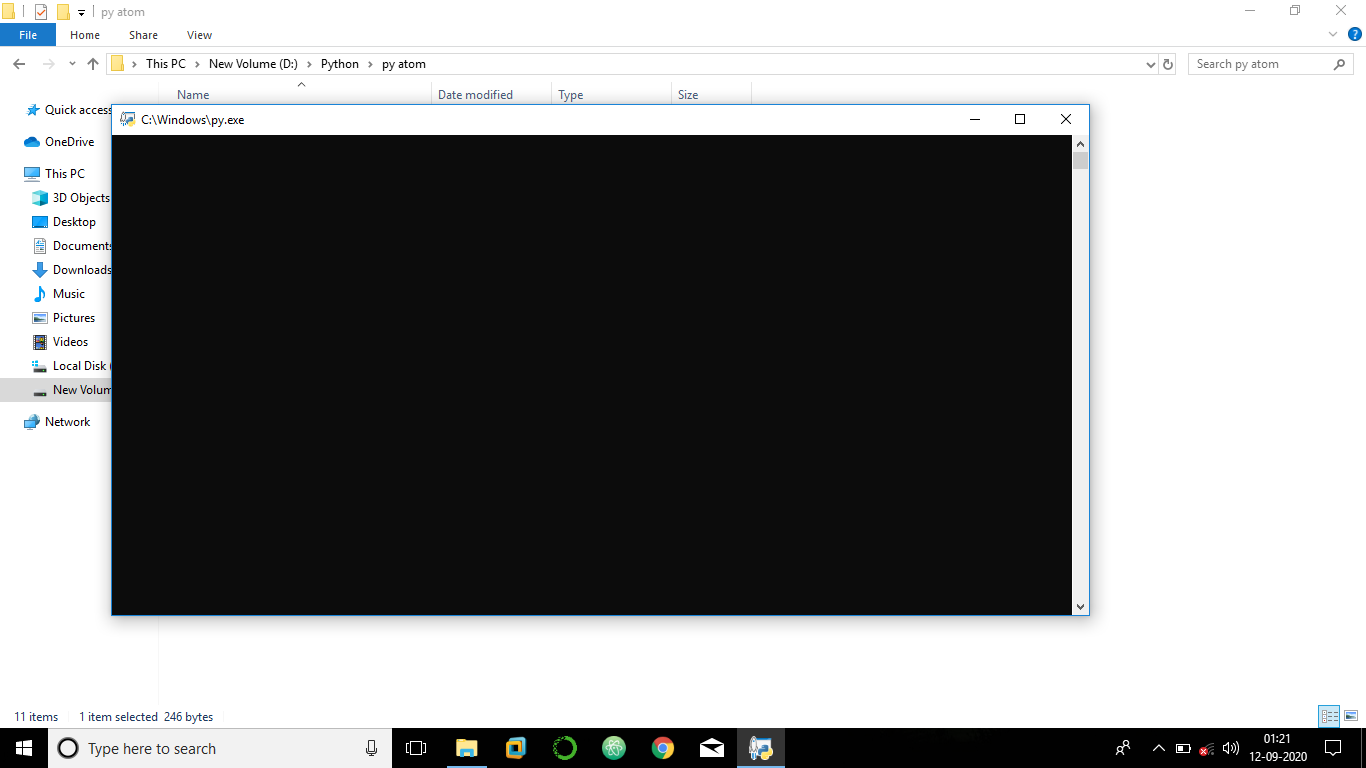 py atom
File Home Share View
This PC New Volume (D:) Python py atom
Search py atom
Name Date modified Type Size
C:\Windows\py.exe
Quick access
OneDrive
This PC
3D Objects
Desktop
Documents
Downloads
Music
Pictures
Videos
Local Disk (
New Volum
Network
11 items 1 item selected 246 bytes
Type here to search
01:21
12-09-2020